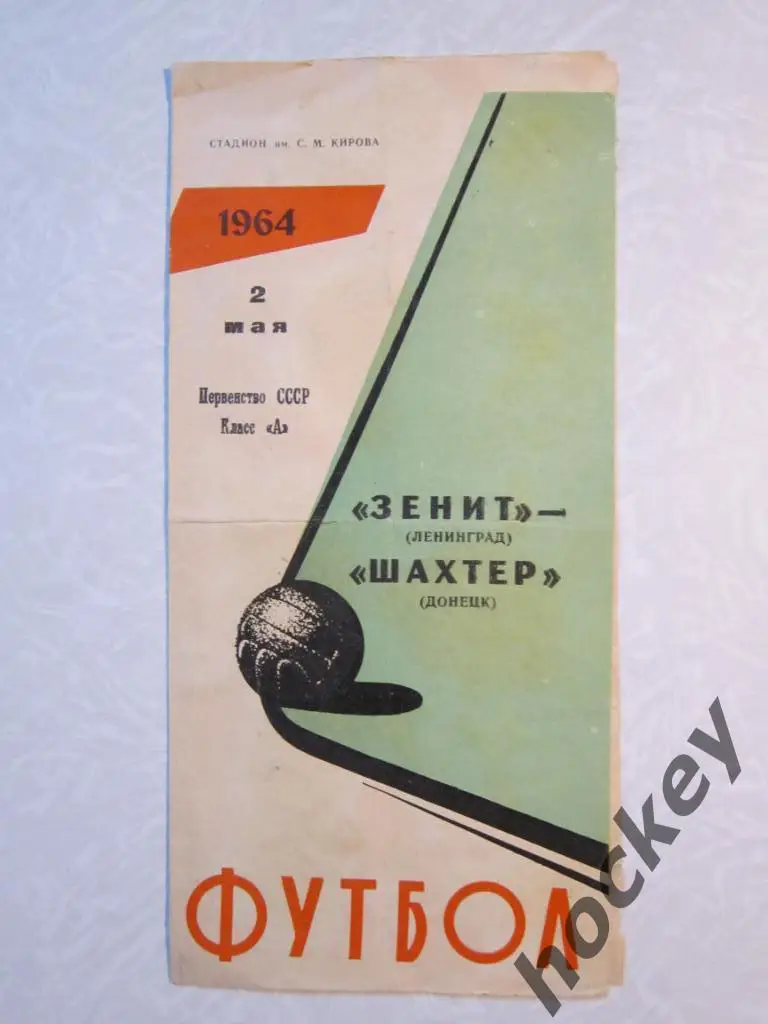 СТАДИОН им. С. М. КИРОВА
1964
2
мая
Первенство СССР
Класс «А»
«ЗЕНИТ» —
(ЛЕНИНГРАД)
«ШАХТЕР»
(ДОНЕЦК)
ФУТБОЛ
hockey